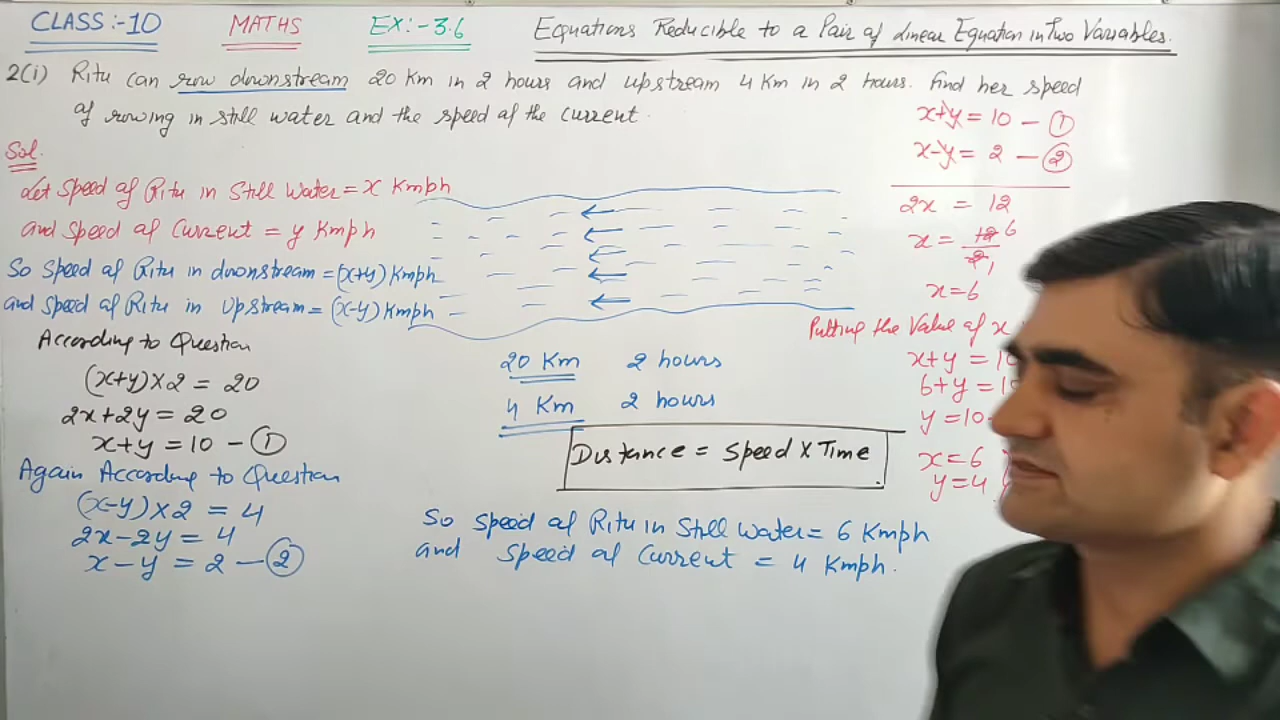 CLASS:-10 MATHS EX:-3.6 Equations Reducible to a Pair of Linear Equation in Two Variables.
2(i) Ritu can row downstream 20 Km in 2 hours and upstream 4 Km in 2 hours. Find her speed
of rowing in still water and the speed of the current.
Sol.
Let Speed of Ritu in Still Water = x Kmph
and Speed of Current = y Kmph
So Speed of Ritu in downstream = (x+y) Kmph
and Speed of Ritu in Upstream = (x-y) Kmph
According to Question
(x+y)×2 = 20
2x+2y = 20
x+y = 10 - ①
Again According to Question
(x-y)×2 = 4
2x-2y = 4
x-y = 2 - ②
20 Km 2 hours
4 Km 2 hours
Distance = Speed × Time
So Speed of Ritu in Still Water = 6 Kmph
and Speed of Current = 4 Kmph.
x+y = 10 - ①
x-y = 2 - ②
2x = 12
x = 12 6
2 1
x=6
Putting the Value of x
x+y = 10
6+y = 1
y = 10-
x=6
y=4